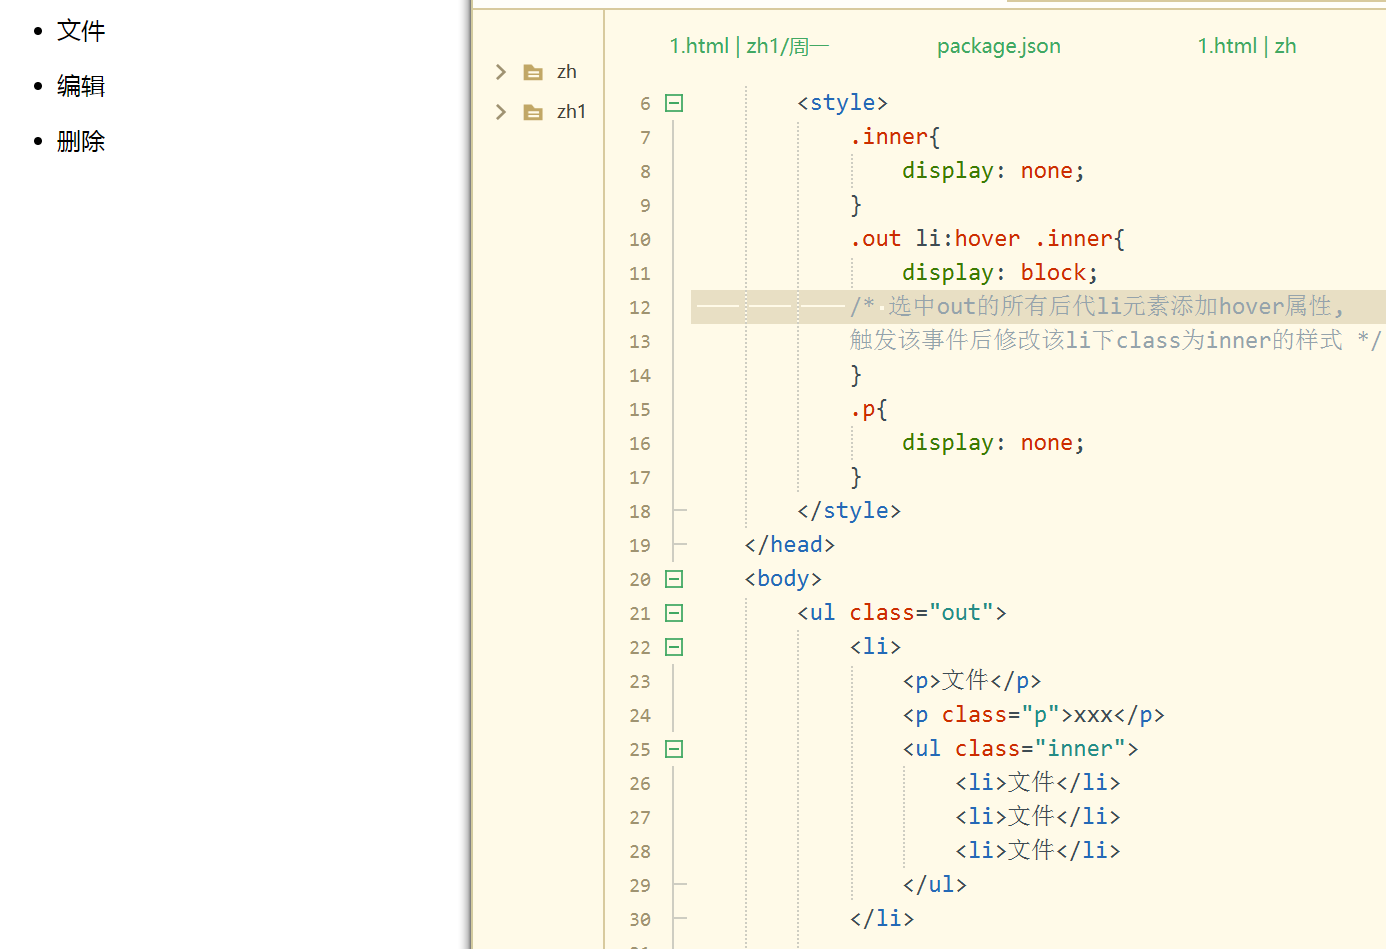 文件
编辑
删除
zh
zh1
1.html | zh1/周一
package.json
1.html | zh
6 <style>
7 .inner{
8 display: none;
9 }
10 .out li:hover .inner{
11 display: block;
12 /* 选中out的所有后代li元素添加hover属性,
13 触发该事件后修改该li下class为inner的样式 */
14 }
15 .p{
16 display: none;
17 }
18 </style>
19 </head>
20 <body>
21 <ul class="out">
22 <li>
23 <p>文件</p>
24 <p class="p">xxx</p>
25 <ul class="inner">
26 <li>文件</li>
27 <li>文件</li>
28 <li>文件</li>
29 </ul>
30 </li>